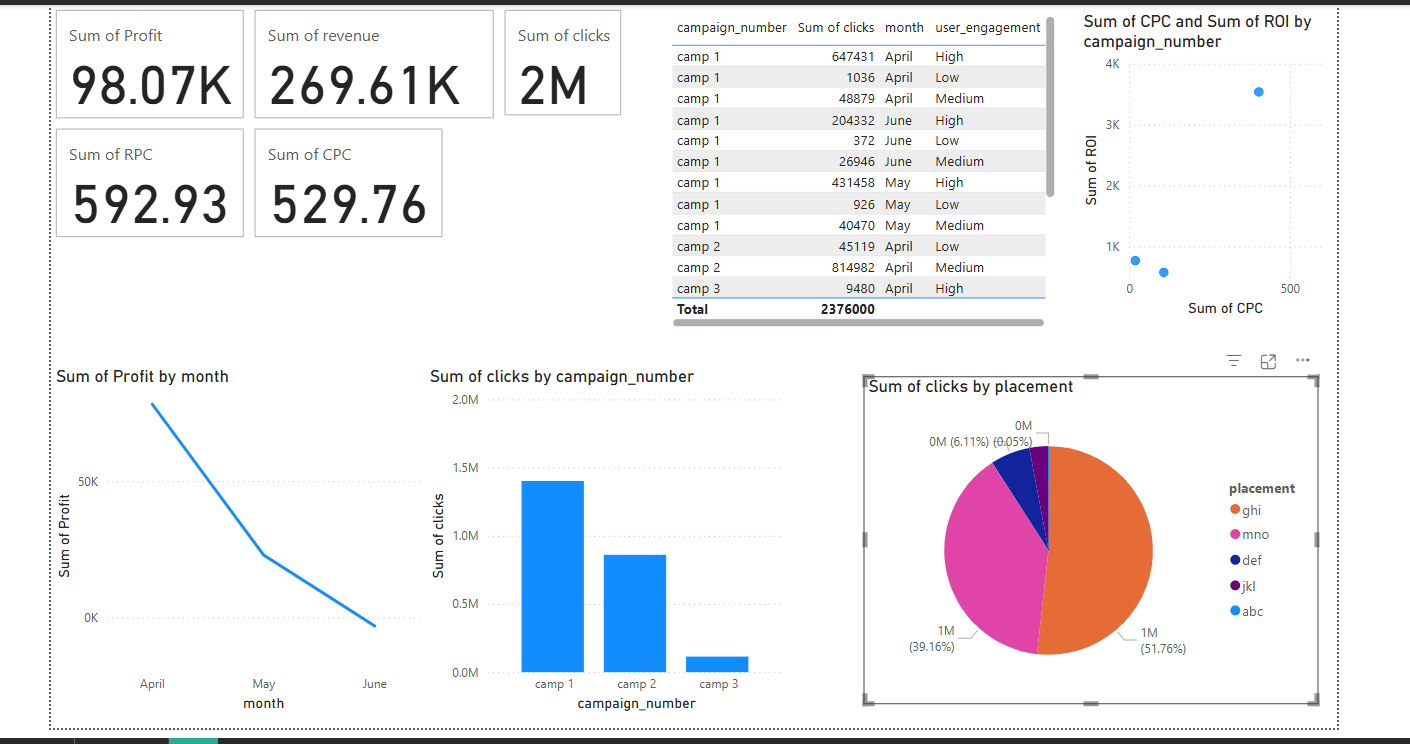 Sum of Profit
98.07K
Sum of revenue
269.61K
Sum of clicks
2M
Sum of RPC
592.93
Sum of CPC
529.76
campaign_number Sum of clicks month user_engagement
camp 1 647431 April High
camp 1 1036 April Low
camp 1 48879 April Medium
camp 1 204332 June High
camp 1 372 June Low
camp 1 26946 June Medium
camp 1 431458 May High
camp 1 926 May Low
camp 1 40470 May Medium
camp 2 45119 April Low
camp 2 814982 April Medium
camp 3 9480 April High
Total 2376000
Sum of CPC and Sum of ROI by
campaign_number
4K
3K
2K
1K
Sum of ROI
0 500
Sum of CPC
Sum of Profit by month
50K
0K
Sum of Profit
April May June
month
Sum of clicks by campaign_number
2.0M
1.5M
1.0M
0.5M
0.0M
Sum of clicks
camp 1 camp 2 camp 3
campaign_number
Sum of clicks by placement
0M
0M (6.11%) (0.05%)
1M
(39.16%)
1M
(51.76%)
placement
ghi
mno
def
jkl
abc